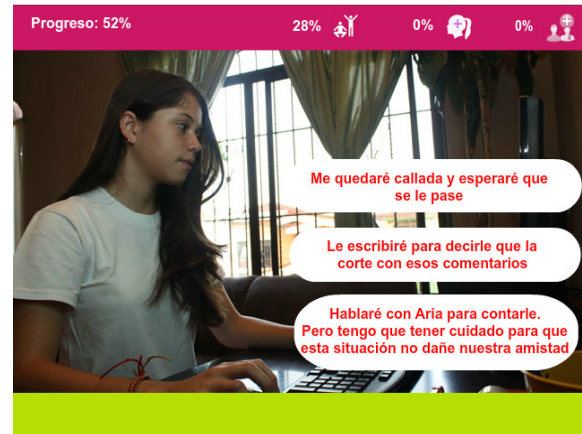 Progreso: 52%
28%
0%
0%
Me quedaré callada y esperaré que
se le pase
Le escribiré para decirle que la
corte con esos comentarios
Hablaré con Aria para contarle.
Pero tengo que tener cuidado para que
esta situación no dañe nuestra amistad